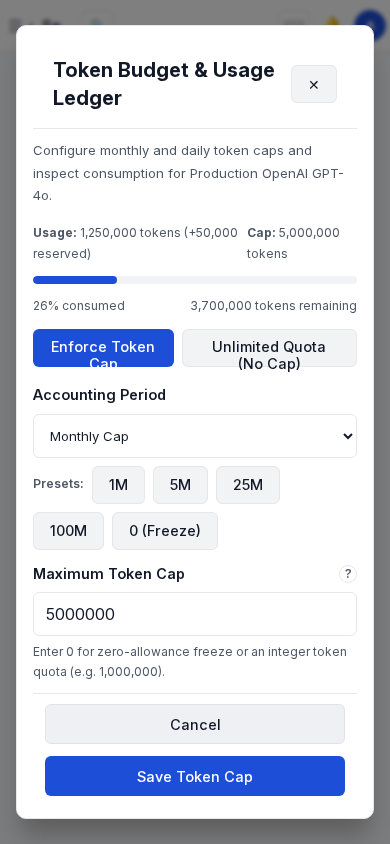 Token Budget & Usage
Ledger
×
Configure monthly and daily token caps and
inspect consumption for Production OpenAI GPT-
4o.
Usage: 1,250,000 tokens (+50,000
reserved)
Cap: 5,000,000
tokens
26% consumed
3,700,000 tokens remaining
Enforce Token
Cap
Unlimited Quota
(No Cap)
Accounting Period
Monthly Cap
Presets: 1M 5M 25M
100M 0 (Freeze)
Maximum Token Cap ?
5000000
Enter 0 for zero-allowance freeze or an integer token
quota (e.g. 1,000,000).
Cancel
Save Token Cap